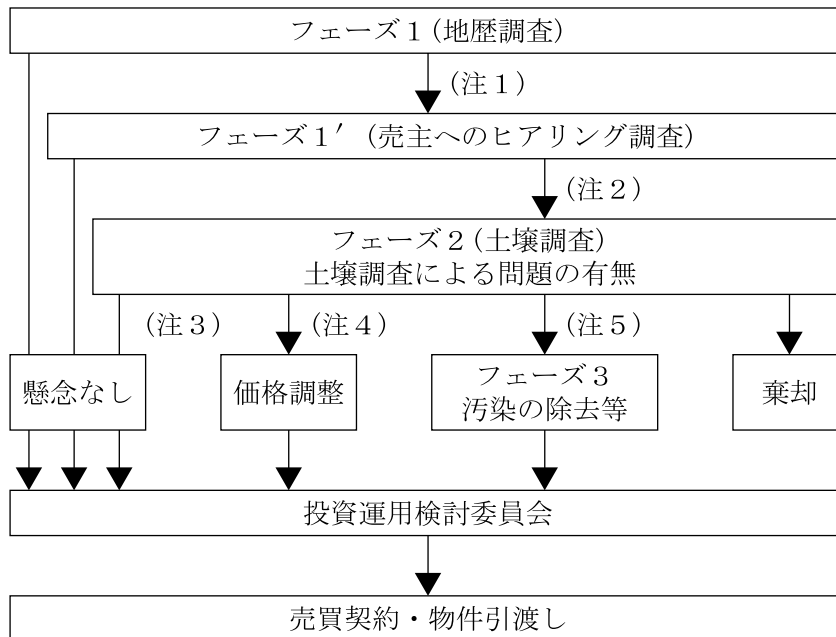 フェーズ１(地歴調査)
(注１)
フェーズ１′(売主へのヒアリング調査)
(注２)
フェーズ２(土壌調査)
土壌調査による問題の有無
(注３)
(注４)
(注５)
懸念なし
価格調整
フェーズ３
汚染の除去等
棄却
投資運用検討委員会
売買契約・物件引渡し